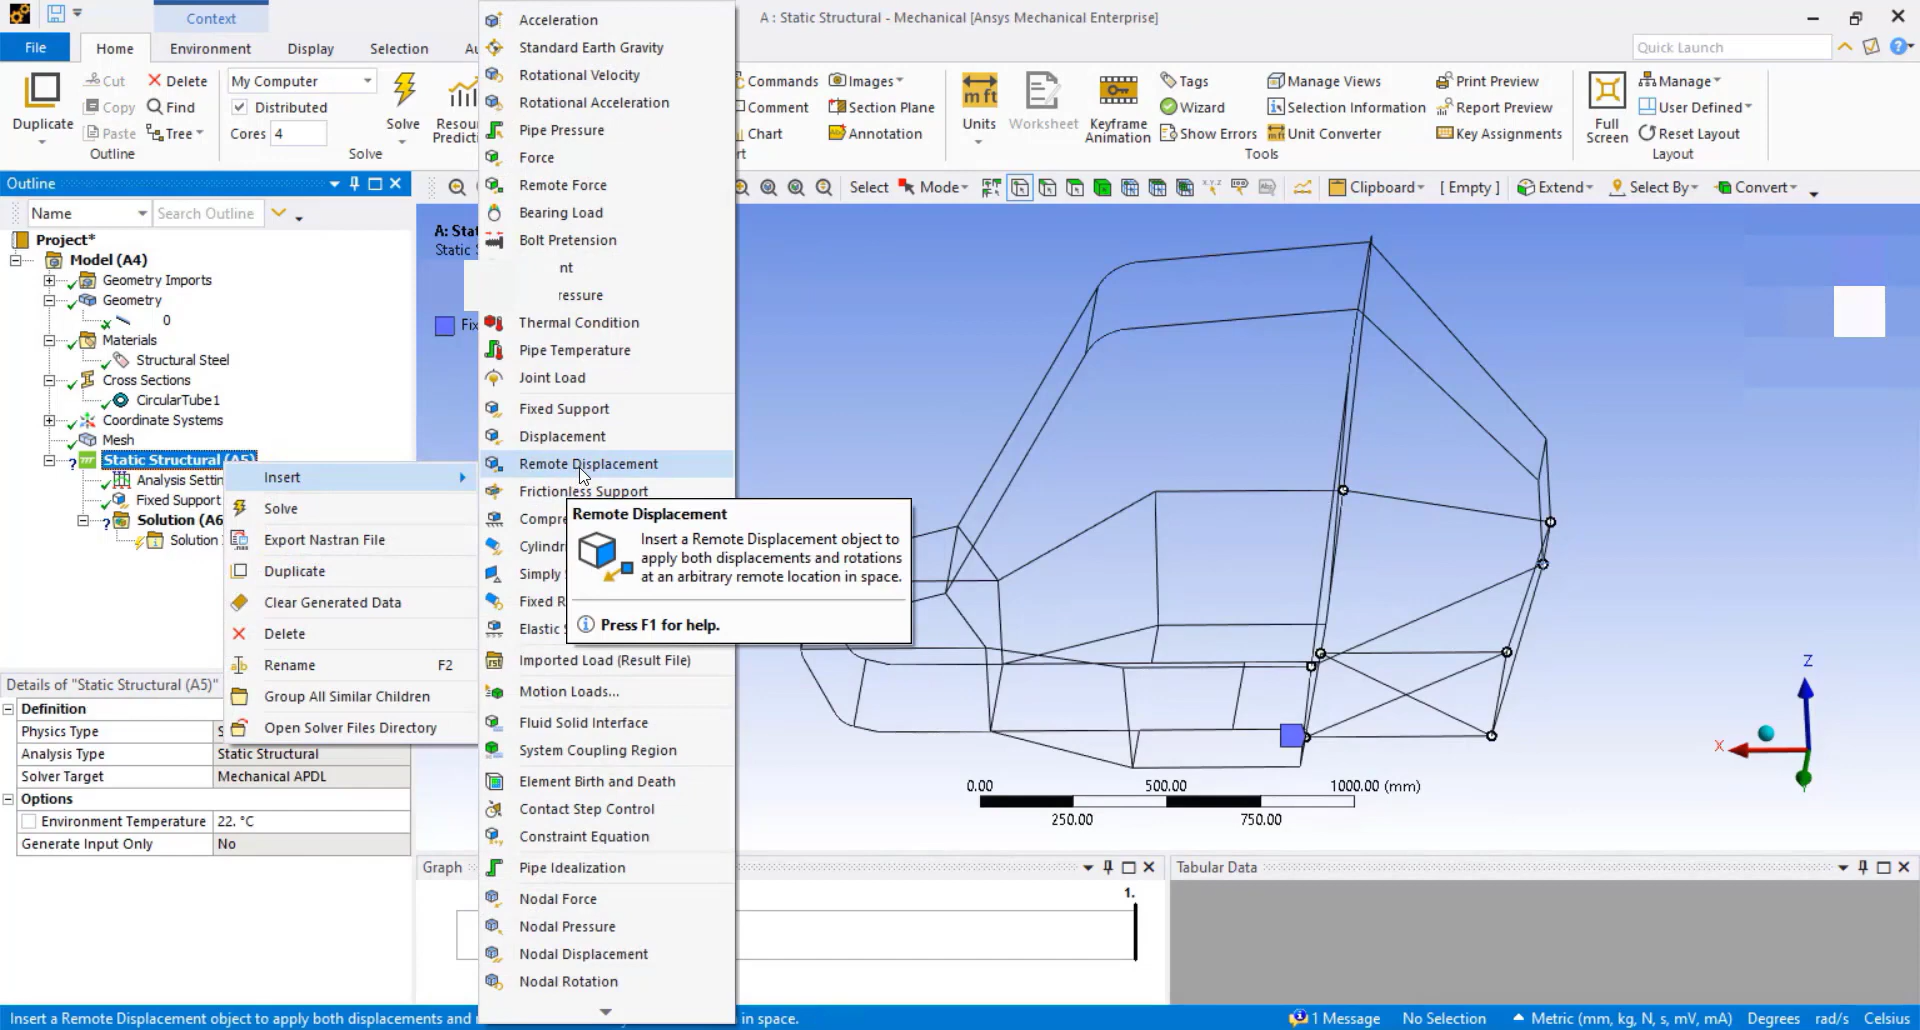 Context
A : Static Structural - Mechanical [Ansys Mechanical Enterprise]
File
Home
Environment
Display
Selection
Quick Launch
Duplicate
Cut
Copy
Paste
Delete
Find
Tree
Outline
My Computer
Distributed
Cores 4
Solve
Solve
Commands
Comment
Chart
Images
Section Plane
Annotation
Units
Worksheet
Keyframe
Animation
Tags
Wizard
Show Errors
Manage Views
Selection Information
Unit Converter
Print Preview
Report Preview
Key Assignments
Tools
Full
Screen
Manage
User Defined
Reset Layout
Layout
Outline
Name
Search Outline
Select
Mode
Clipboard
[ Empty ]
Extend
Select By
Convert
Project*
Model (A4)
Geometry Imports
Geometry
0
Materials
Structural Steel
Cross Sections
CircularTube1
Coordinate Systems
Mesh
Static Structural (A5)
Analysis Settin
Fixed Support
Solution (A6
Solution
Insert
Solve
Export Nastran File
Duplicate
Clear Generated Data
Delete
Rename F2
Group All Similar Children
Open Solver Files Directory
Acceleration
Standard Earth Gravity
Rotational Velocity
Rotational Acceleration
Pipe Pressure
Force
Remote Force
Bearing Load
Bolt Pretension
nt
ressure
Thermal Condition
Pipe Temperature
Joint Load
Fixed Support
Displacement
Remote Displacement
Frictionless Support
Compre
Cylindr
Simply
Fixed R
Elastic
Imported Load (Result File)
Motion Loads...
Fluid Solid Interface
System Coupling Region
Element Birth and Death
Contact Step Control
Constraint Equation
Pipe Idealization
Nodal Force
Nodal Pressure
Nodal Displacement
Nodal Rotation
Remote Displacement
Insert a Remote Displacement object to
apply both displacements and rotations
at an arbitrary remote location in space.
Press F1 for help.
A: Stat
Static
Fix
Z
X
0.00 500.00 1000.00 (mm)
250.00 750.00
Details of "Static Structural (A5)"
Definition
Physics Type S
Analysis Type Static Structural
Solver Target Mechanical APDL
Options
Environment Temperature 22. °C
Generate Input Only No
Graph
1.
Tabular Data
Insert a Remote Displacement object to apply both displacements and
in space.
1 Message
No Selection
Metric (mm, kg, N, s, mV, mA)
Degrees
rad/s
Celsius